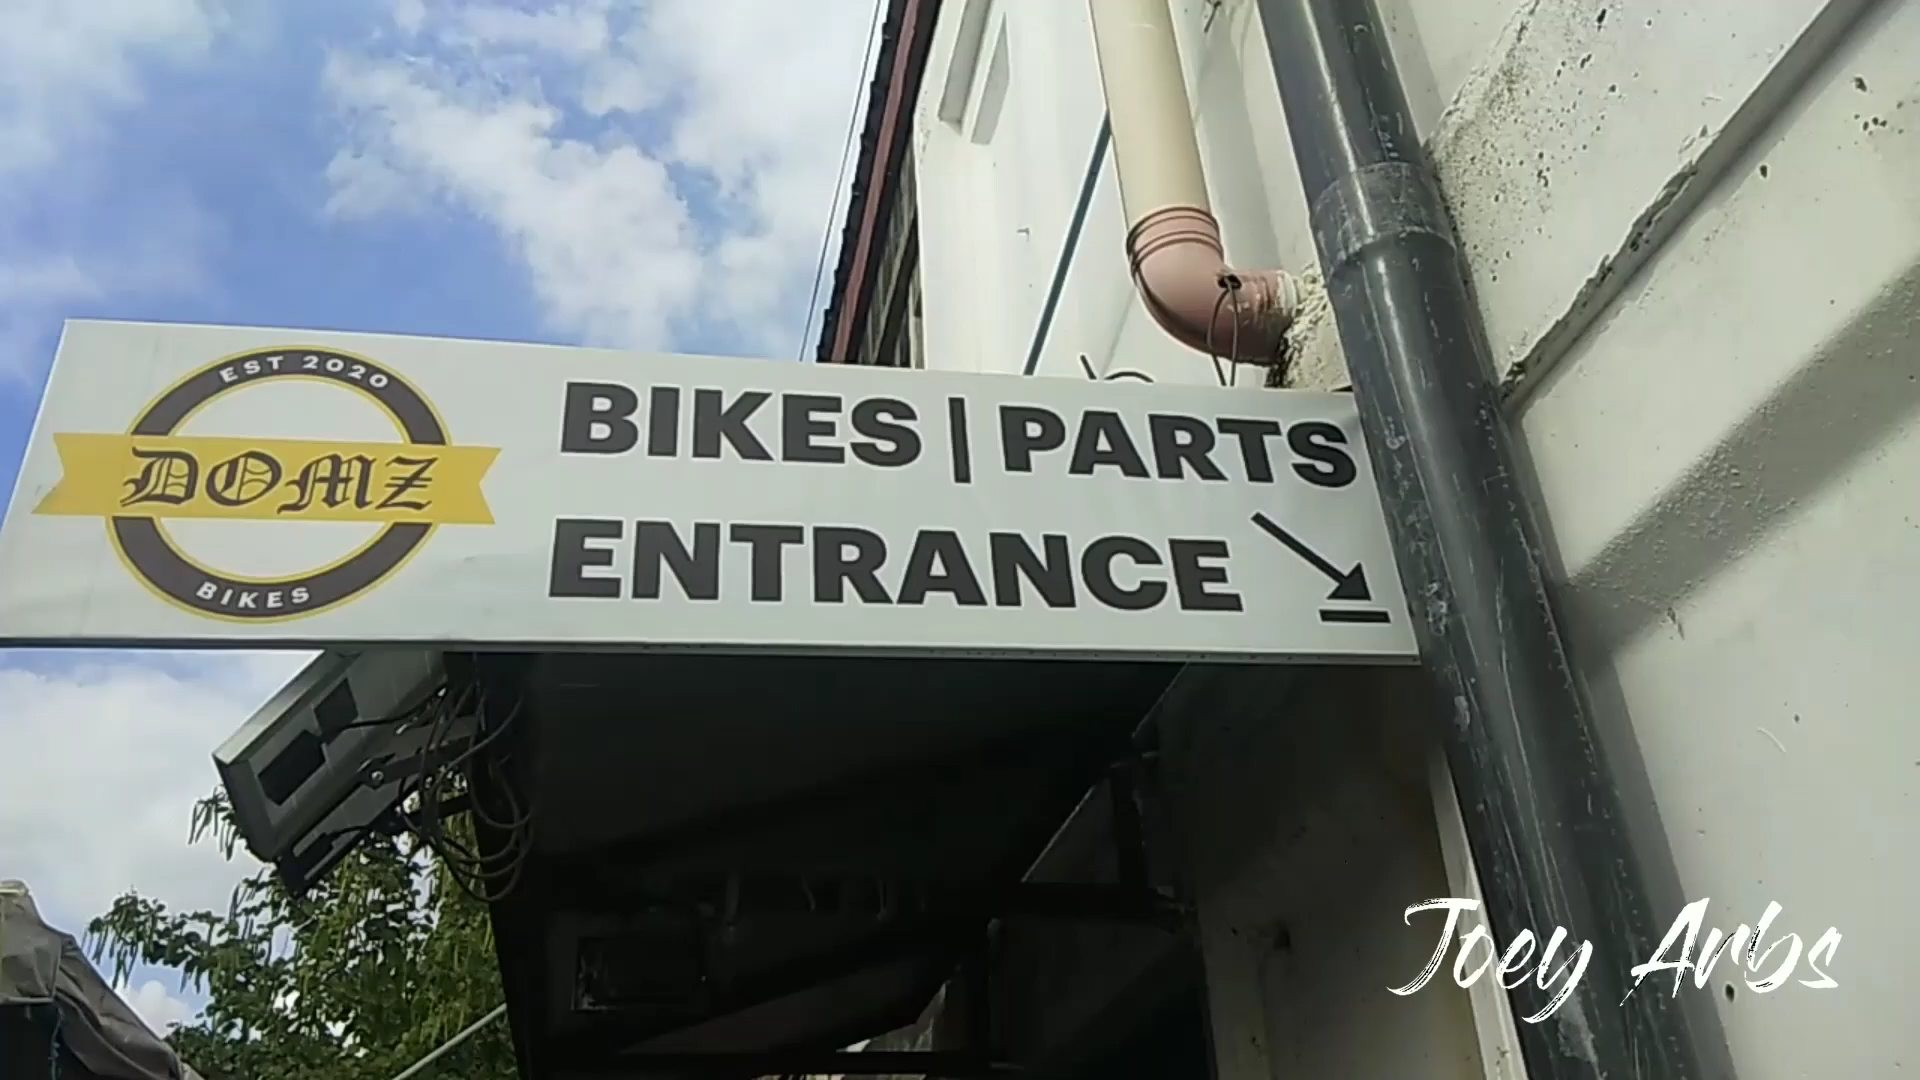 EST 2020
DOMZ
BIKES
BIKES | PARTS
ENTRANCE
Joey Arbs